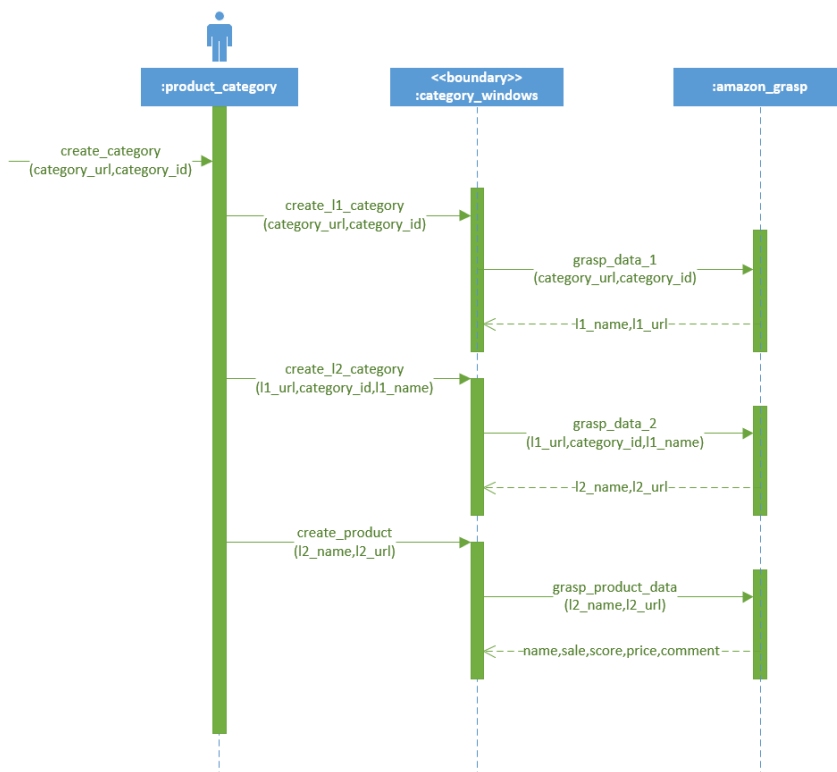 :product_category
<<boundary>>
:category_windows
:amazon_grasp
create_category
(category_url,category_id)
create_l1_category
(category_url,category_id)
grasp_data_1
(category_url,category_id)
l1_name,l1_url
create_l2_category
(l1_url,category_id,l1_name)
grasp_data_2
(l1_url,category_id,l1_name)
l2_name,l2_url
create_product
(l2_name,l2_url)
grasp_product_data
(l2_name,l2_url)
name,sale,score,price,comment